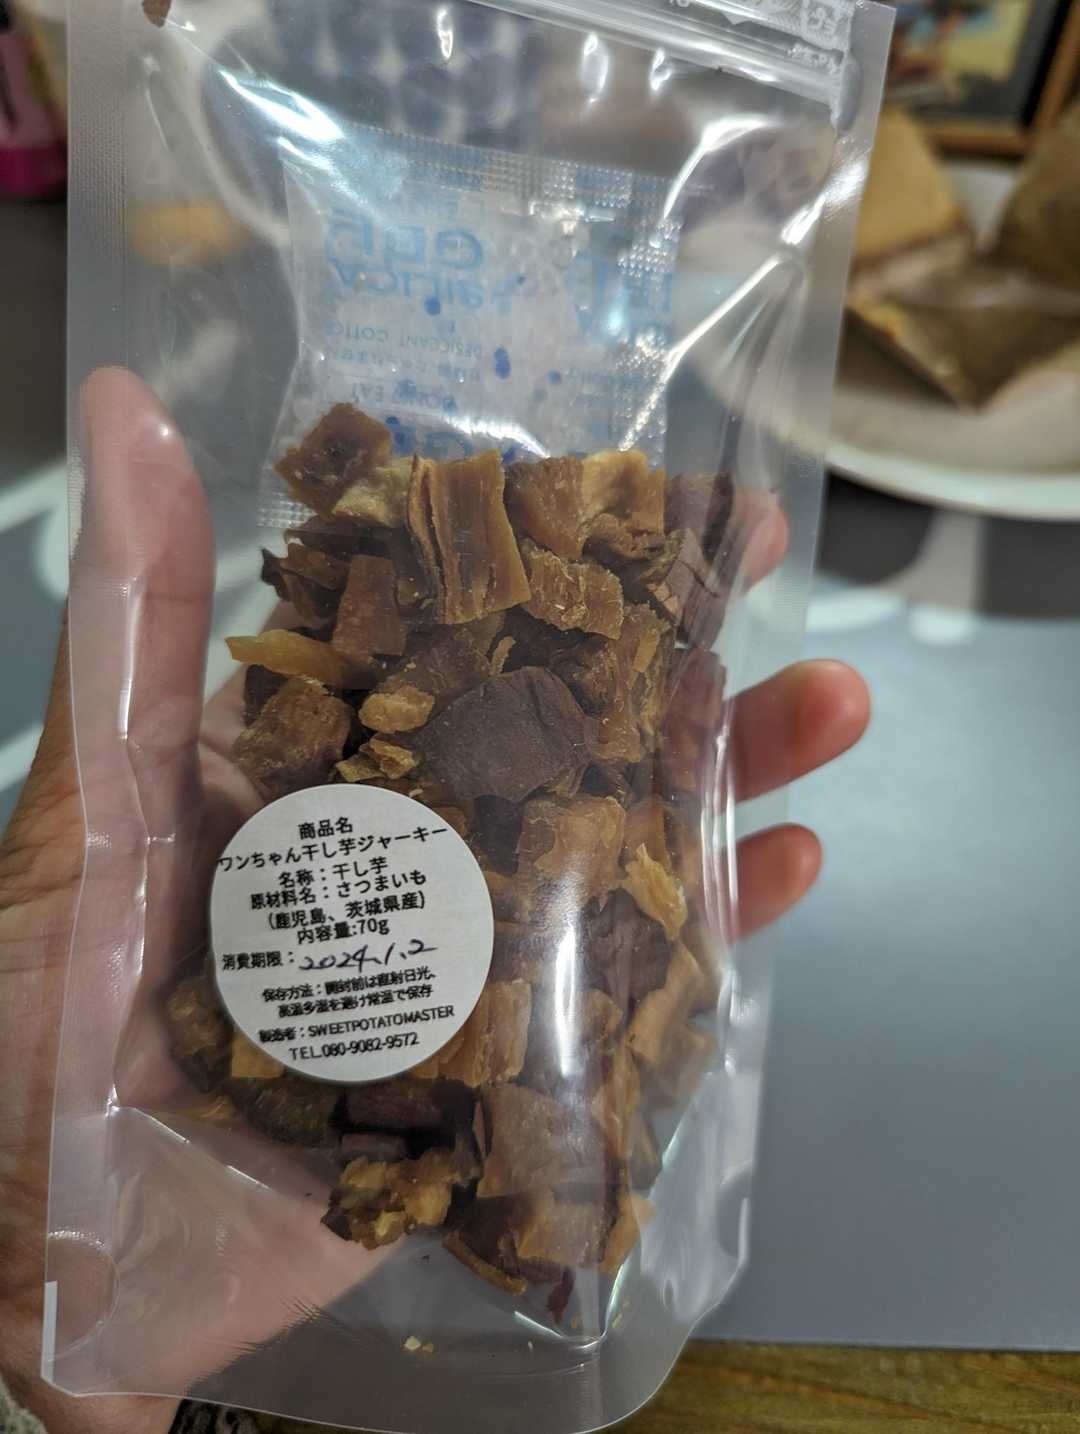 商品名
ワンちゃん干し芋ジャーキー
名称：干し芋
原材料名：さつまいも
(鹿児島、茨城県産)
内容量:70g
消費期限：2024.1.2
保存方法：開封前は直射日光、
高温多湿を避け常温で保存
製造者：SWEETPOTATOMASTER
TEL.080-9082-9572